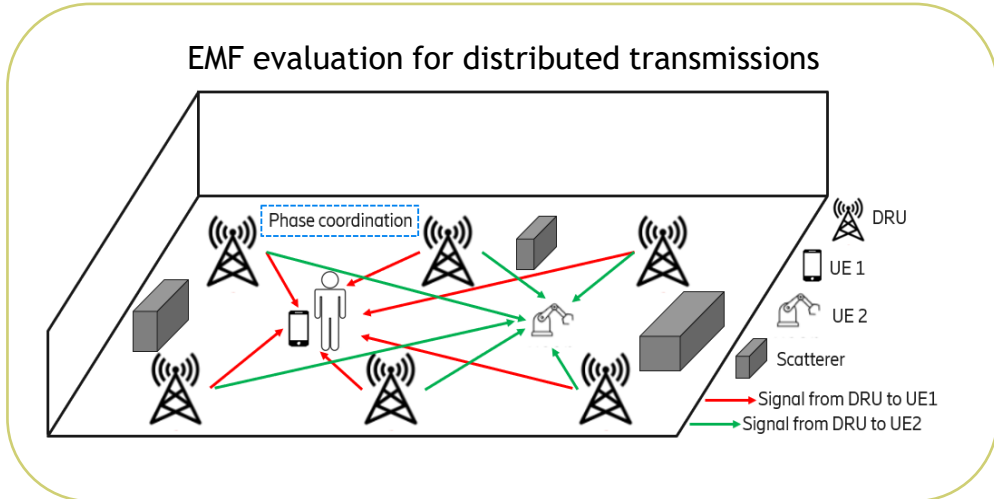 EMF evaluation for distributed transmissions
Phase coordination
DRU
UE 1
UE 2
Scatterer
Signal from DRU to UE1
Signal from DRU to UE2